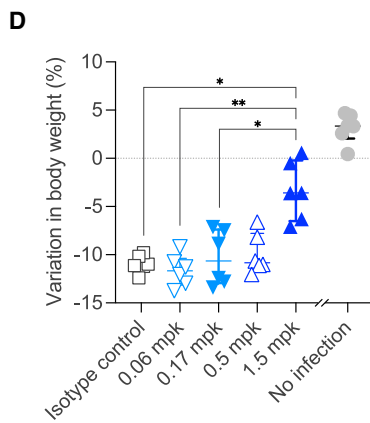 D
Variation in body weight (%)
10
5
0
-5
-10
-15
*
**
*
Isotype control
0.06 mpk
0.17 mpk
0.5 mpk
1.5 mpk
No infection